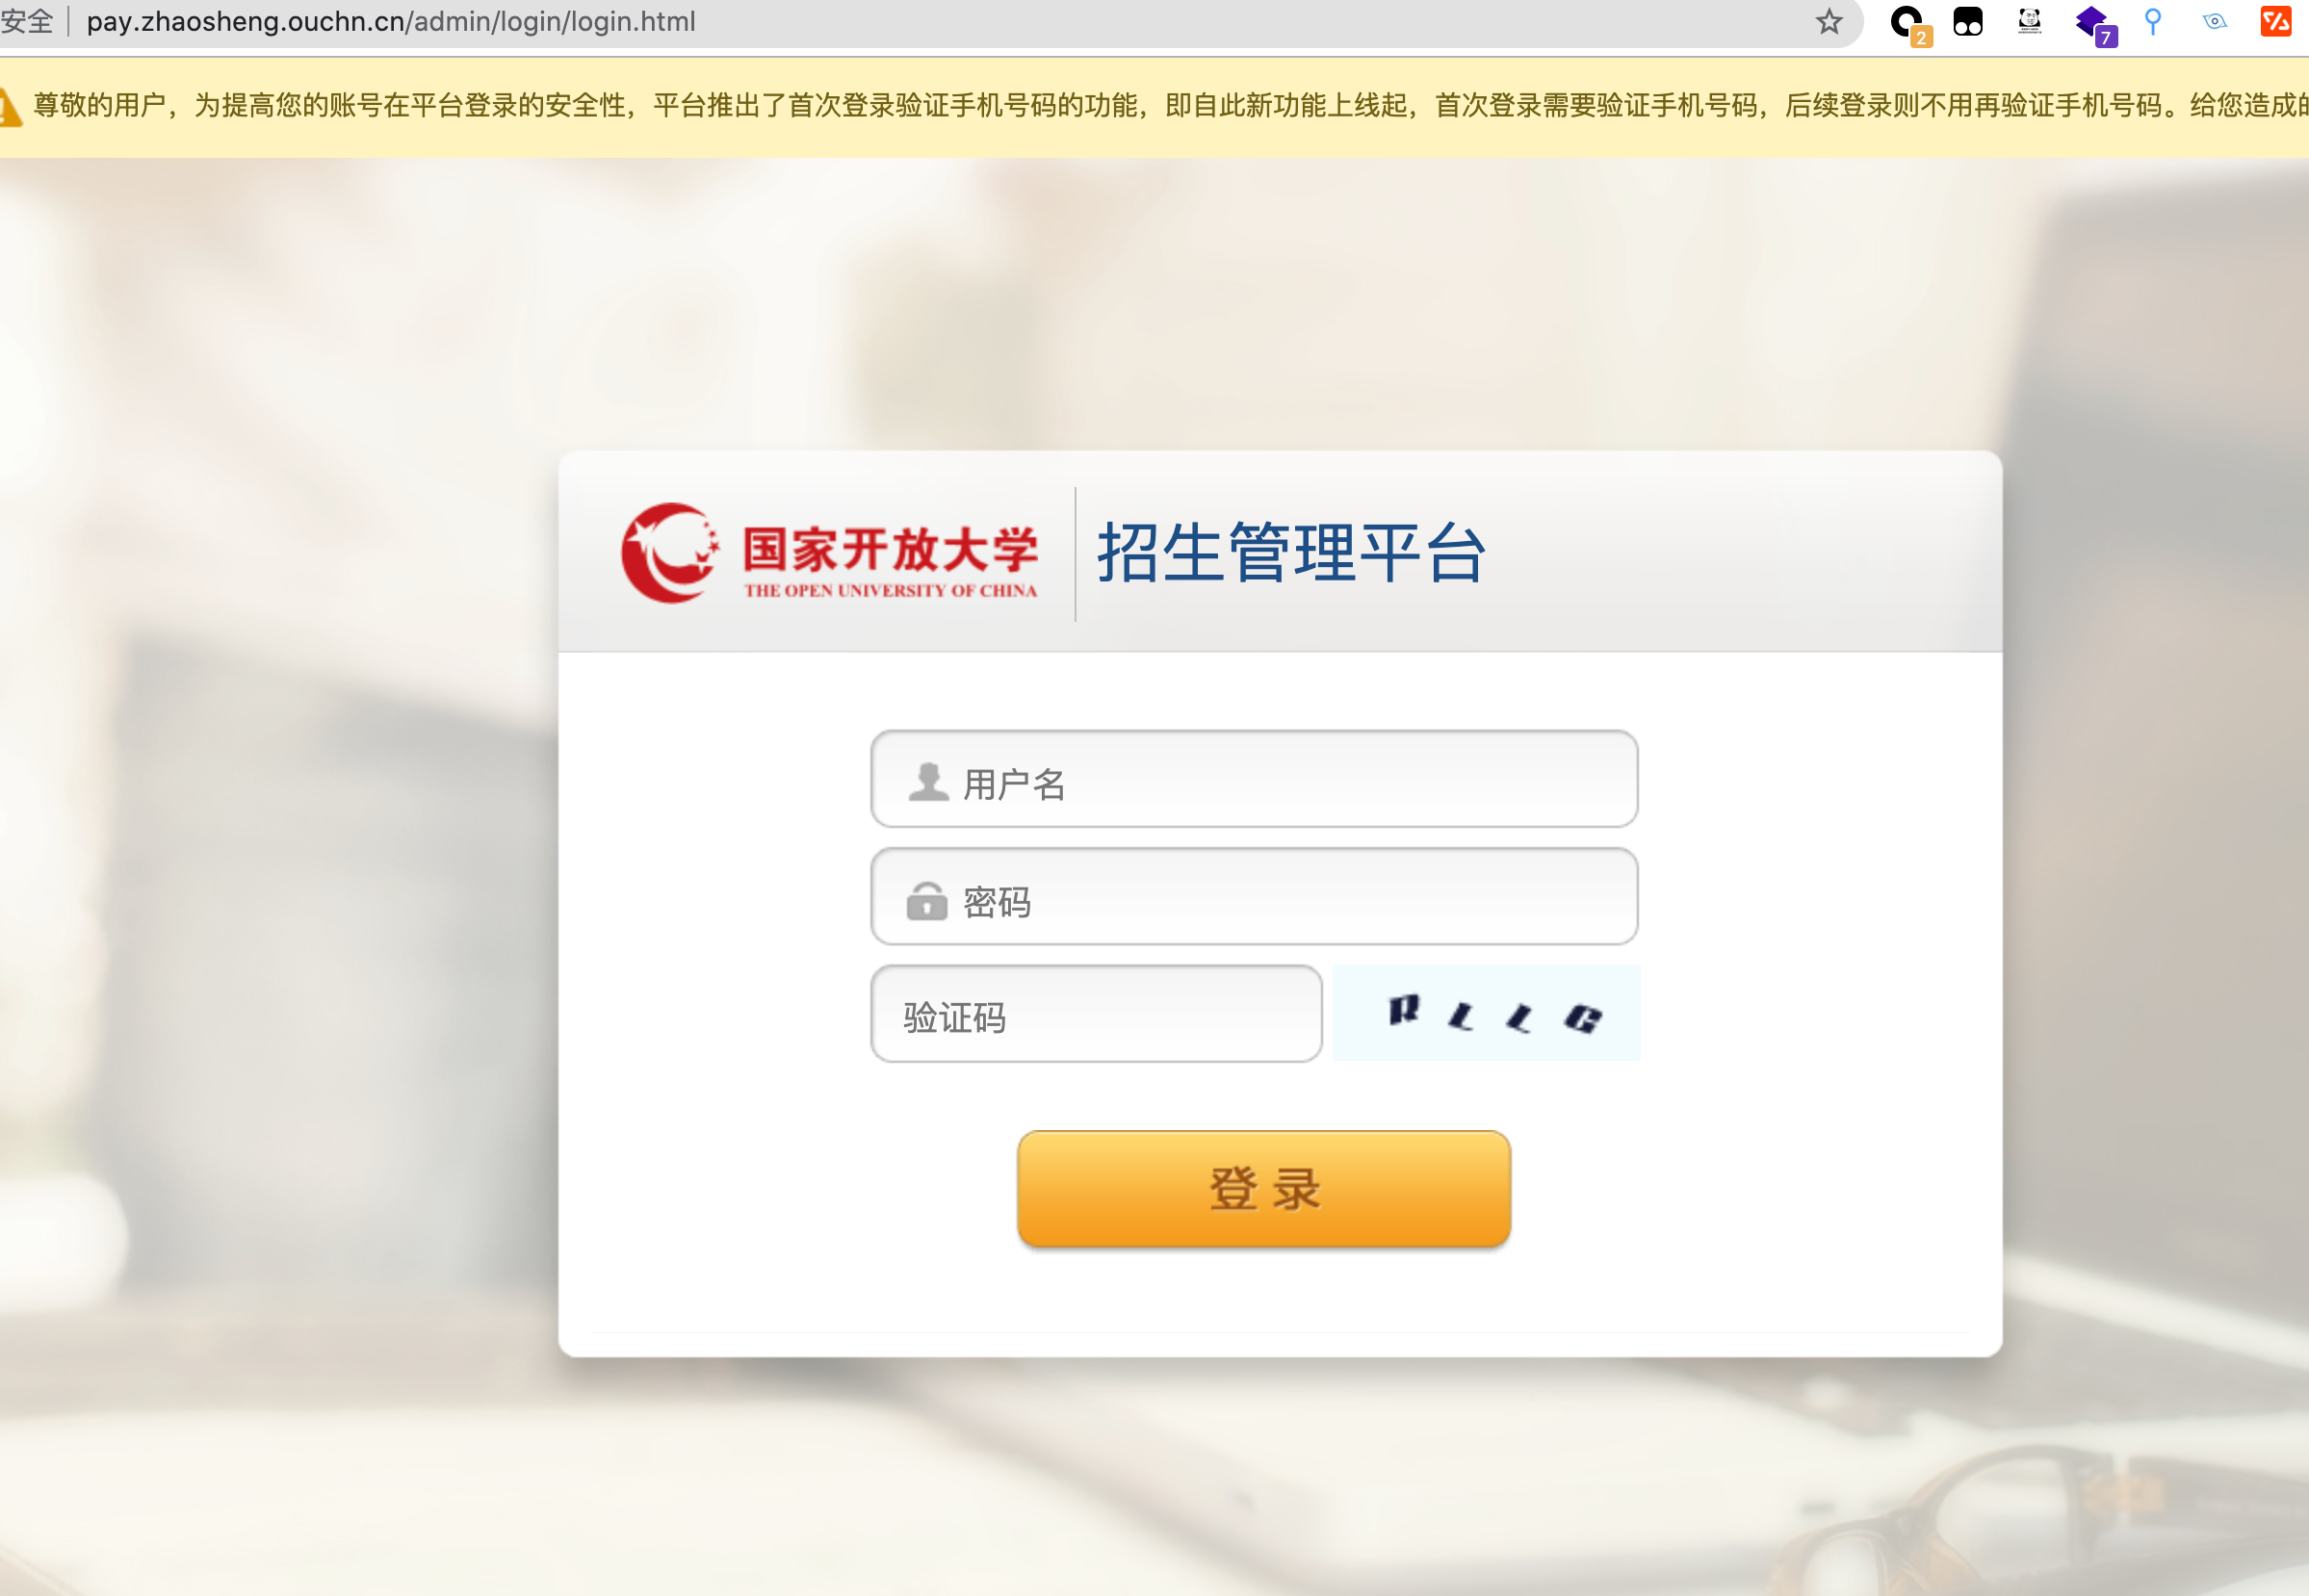 安全 pay.zhaosheng.ouchn.cn/admin/login/login.html
2
7
尊敬的用户，为提高您的账号在平台登录的安全性，平台推出了首次登录验证手机号码的功能，即自此新功能上线起，首次登录需要验证手机号码，后续登录则不用再验证手机号码。给您造成的
国家开放大学
THE OPEN UNIVERSITY OF CHINA
招生管理平台
用户名
密码
验证码
R L L G
登 录